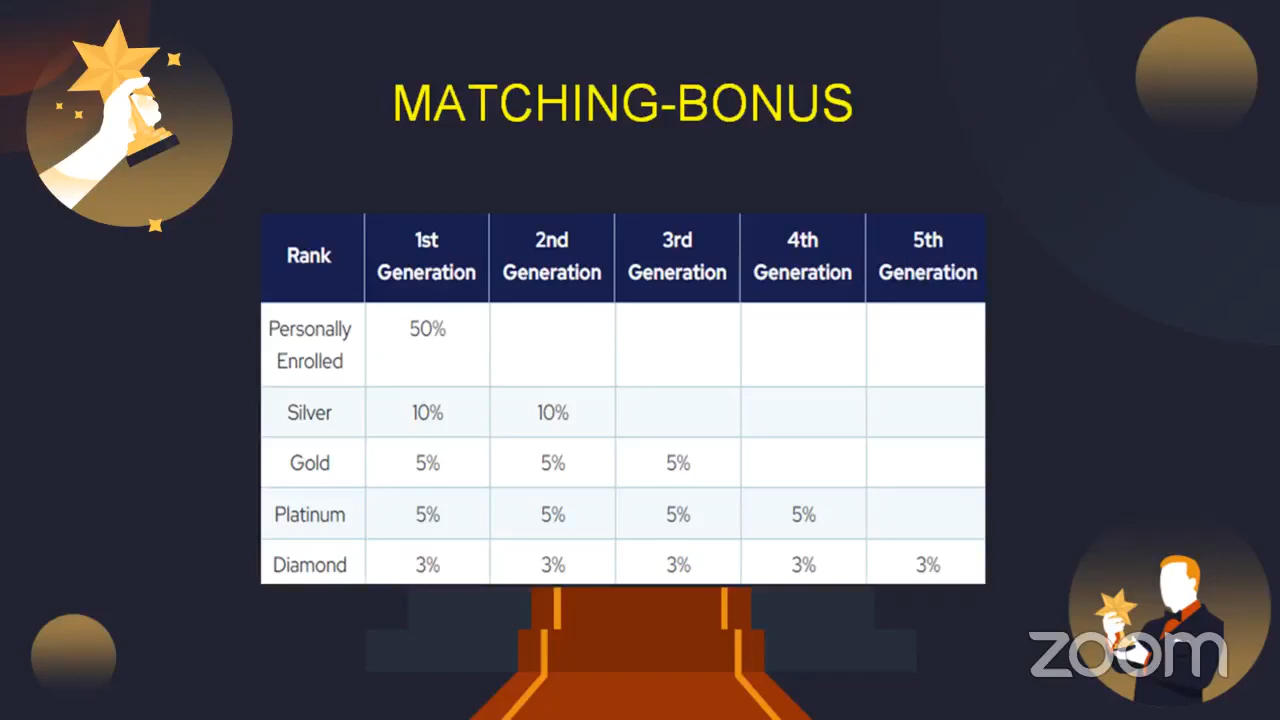 MATCHING-BONUS
Rank 1st Generation 2nd Generation 3rd Generation 4th Generation 5th Generation
Personally Enrolled 50%
Silver 10% 10%
Gold 5% 5% 5%
Platinum 5% 5% 5% 5%
Diamond 3% 3% 3% 3% 3%
zoom